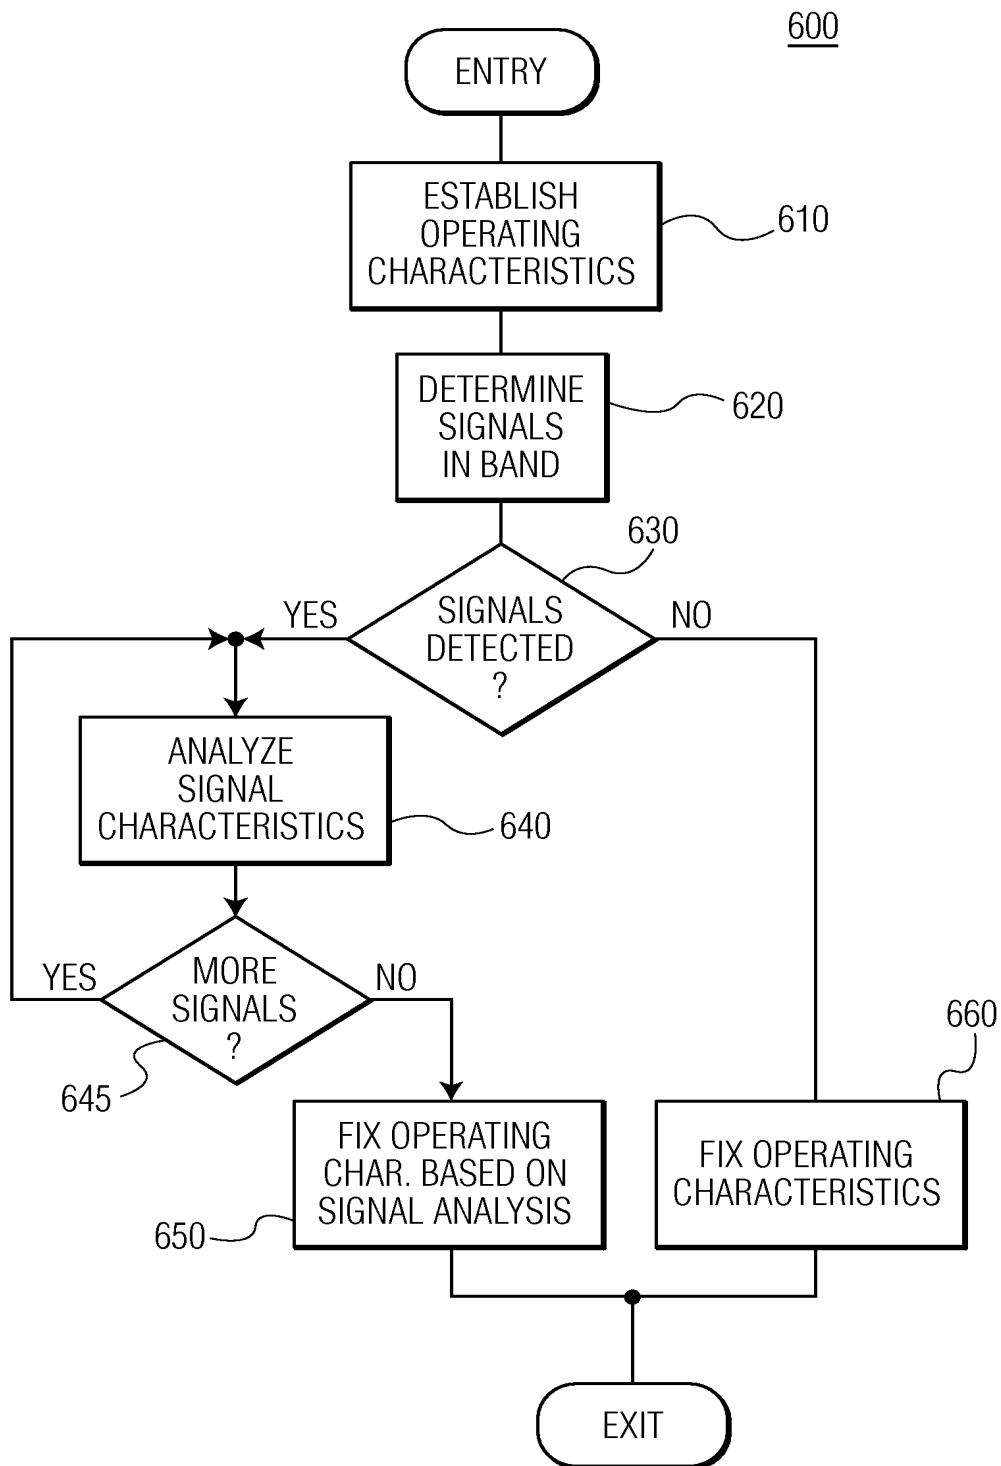 600
ENTRY
ESTABLISH
OPERATING
CHARACTERISTICS
610
DETERMINE
SIGNALS
IN BAND
620
630
SIGNALS
DETECTED
?
YES
NO
ANALYZE
SIGNAL
CHARACTERISTICS
640
MORE
SIGNALS
?
YES
NO
645
660
FIX OPERATING
CHAR. BASED ON
SIGNAL ANALYSIS
650
FIX OPERATING
CHARACTERISTICS
EXIT